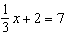 1/3 x + 2 = 7